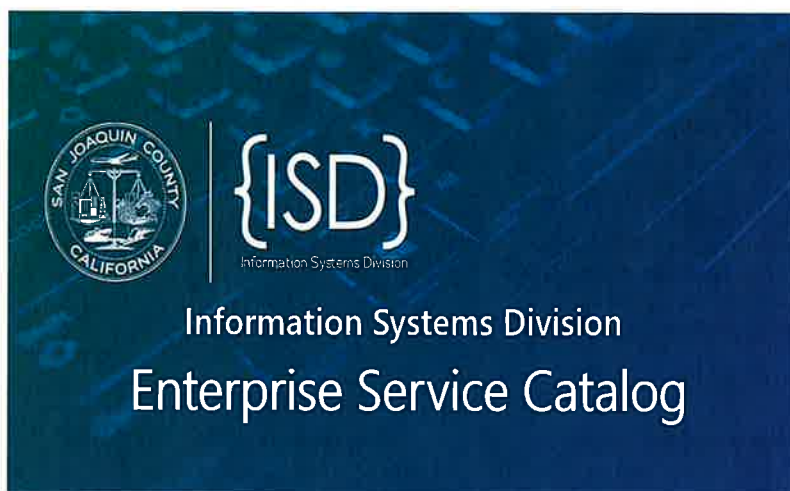 SAN JOAQUIN COUNTY
CALIFORNIA
{ISD}
Information Systems Division
Information Systems Division
Enterprise Service Catalog